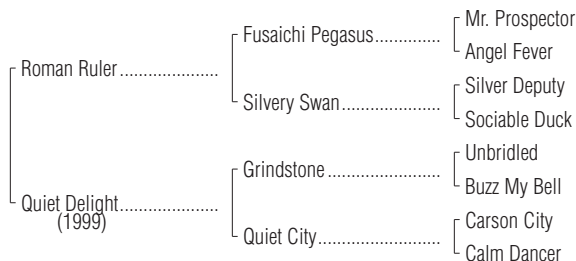 Mr. Prospector
Fusaichi Pegasus..............
Angel Fever
Roman Ruler.....................
Silver Deputy
Silvery Swan.....................
Sociable Duck
Unbridled
Grindstone........................
Buzz My Bell
Quiet Delight.....................
(1999)
Carson City
Quiet City..........................
Calm Dancer